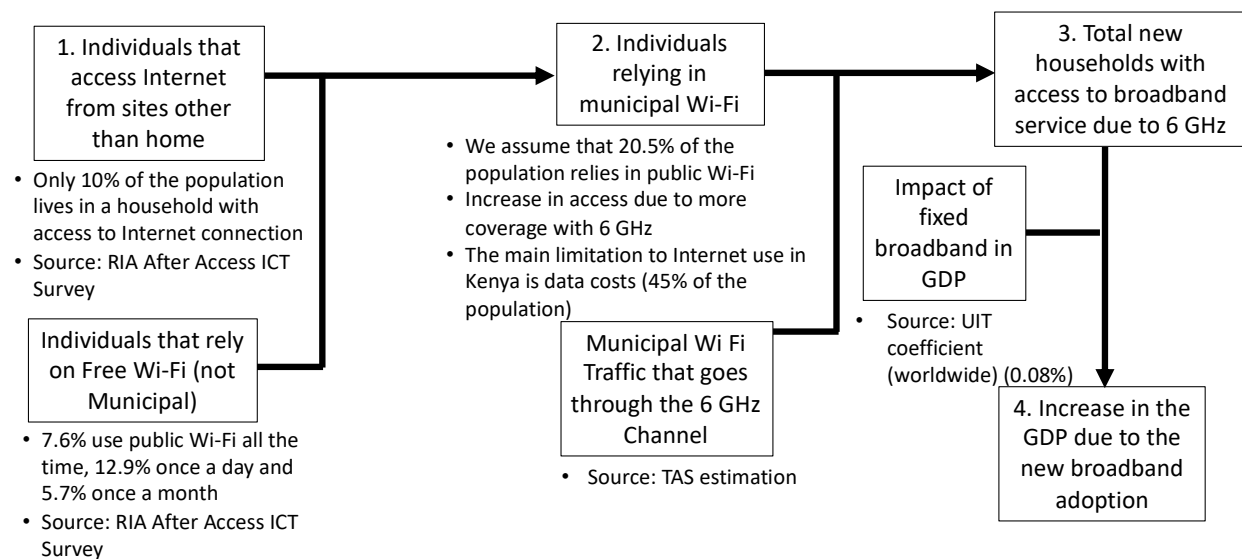 1. Individuals that
access Internet
from sites other
than home
• Only 10% of the population
lives in a household with
access to Internet connection
• Source: RIA After Access ICT
Survey
Individuals that rely
on Free Wi-Fi (not
Municipal)
• 7.6% use public Wi-Fi all the
time, 12.9% once a day and
5.7% once a month
• Source: RIA After Access ICT
Survey
2. Individuals
relying in
municipal Wi-Fi
• We assume that 20.5% of the
population relies in public Wi-Fi
• Increase in access due to more
coverage with 6 GHz
• The main limitation to Internet use in
Kenya is data costs (45% of the
population)
Municipal Wi Fi
Traffic that goes
through the 6 GHz
Channel
• Source: TAS estimation
3. Total new
households with
access to broadband
service due to 6 GHz
Impact of
fixed
broadband in
GDP
• Source: UIT
coefficient
(worldwide) (0.08%)
4. Increase in the
GDP due to the
new broadband
adoption